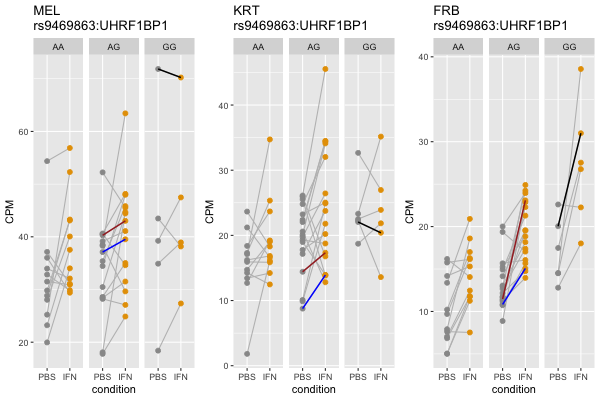 MEL
rs9469863:UHRF1BP1
AA AG GG
CPM
60
40
20
PBS IFN PBS IFN PBS IFN
condition
KRT
rs9469863:UHRF1BP1
AA AG GG
CPM
40
30
20
10
0
PBS IFN PBS IFN PBS IFN
condition
FRB
rs9469863:UHRF1BP1
AA AG GG
CPM
40
30
20
10
PBS IFN PBS IFN PBS IFN
condition